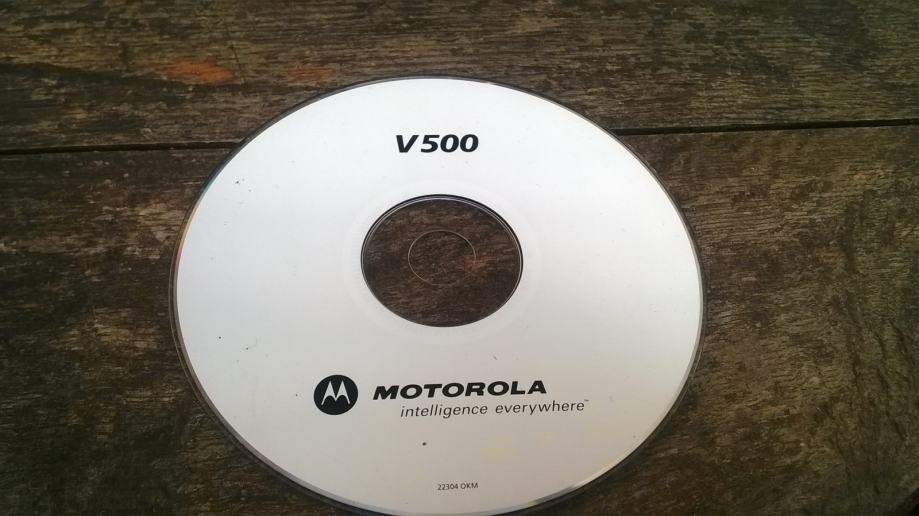 V500
MOTOROLA
intelligence everywhere™
22304 OKM